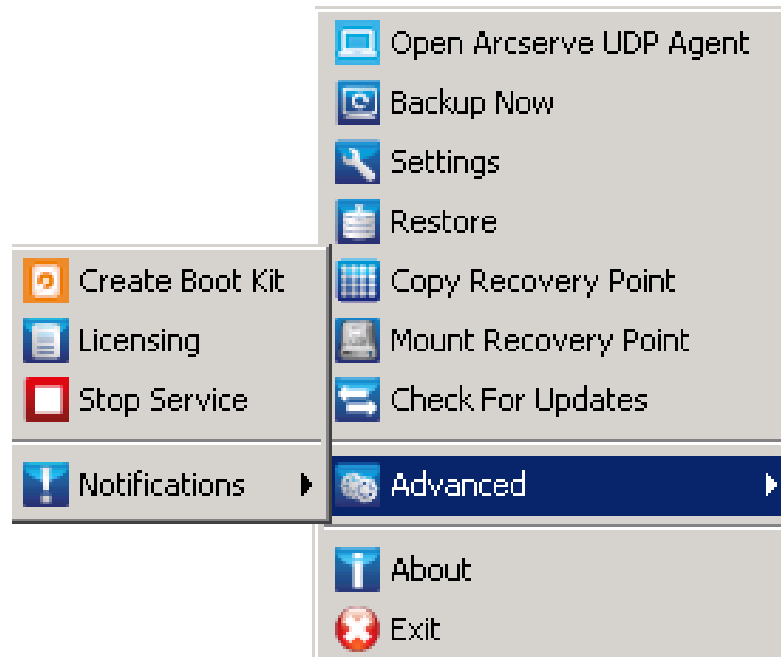 Open Arcserve UDP Agent
Backup Now
Settings
Restore
Copy Recovery Point
Mount Recovery Point
Check For Updates
Advanced
About
Exit
Create Boot Kit
Licensing
Stop Service
Notifications